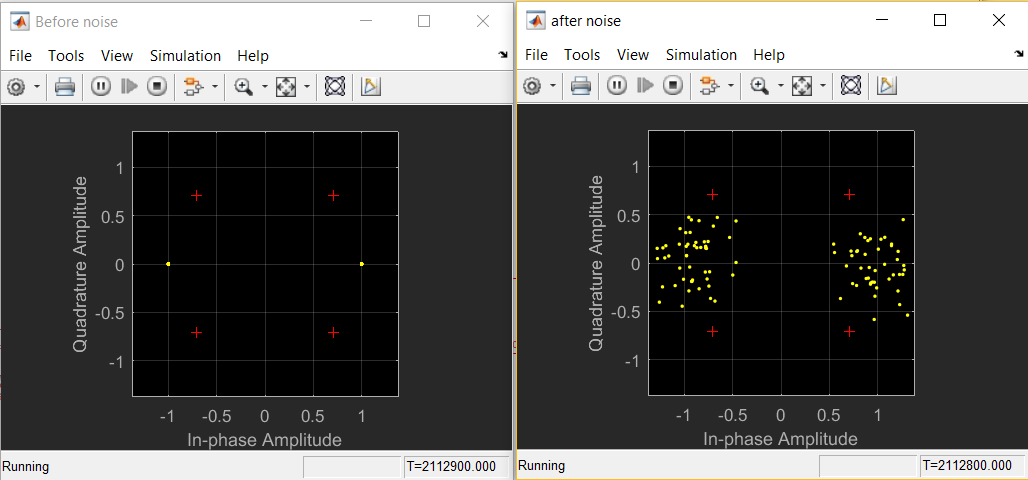 Before noise
File Tools View Simulation Help
1
0.5
0
-0.5
-1
Quadrature Amplitude
-1 -0.5 0 0.5 1
In-phase Amplitude
Running T=2112900.000
after noise
File Tools View Simulation Help
1
0.5
0
-0.5
-1
Quadrature Amplitude
-1 -0.5 0 0.5 1
In-phase Amplitude
Running T=2112800.000